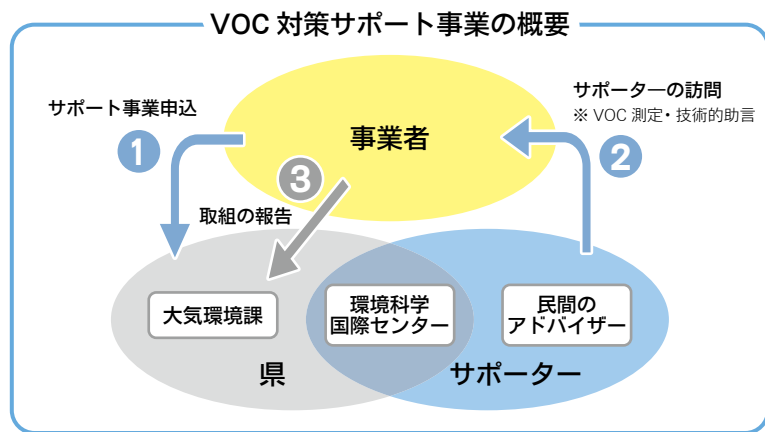 VOC 対策サポート事業の概要
サポート事業申込
サポーターの訪問
※ VOC 測定・技術的助言
事業者
1
2
3
取組の報告
大気環境課
環境科学
国際センター
民間の
アドバイザー
県
サポーター